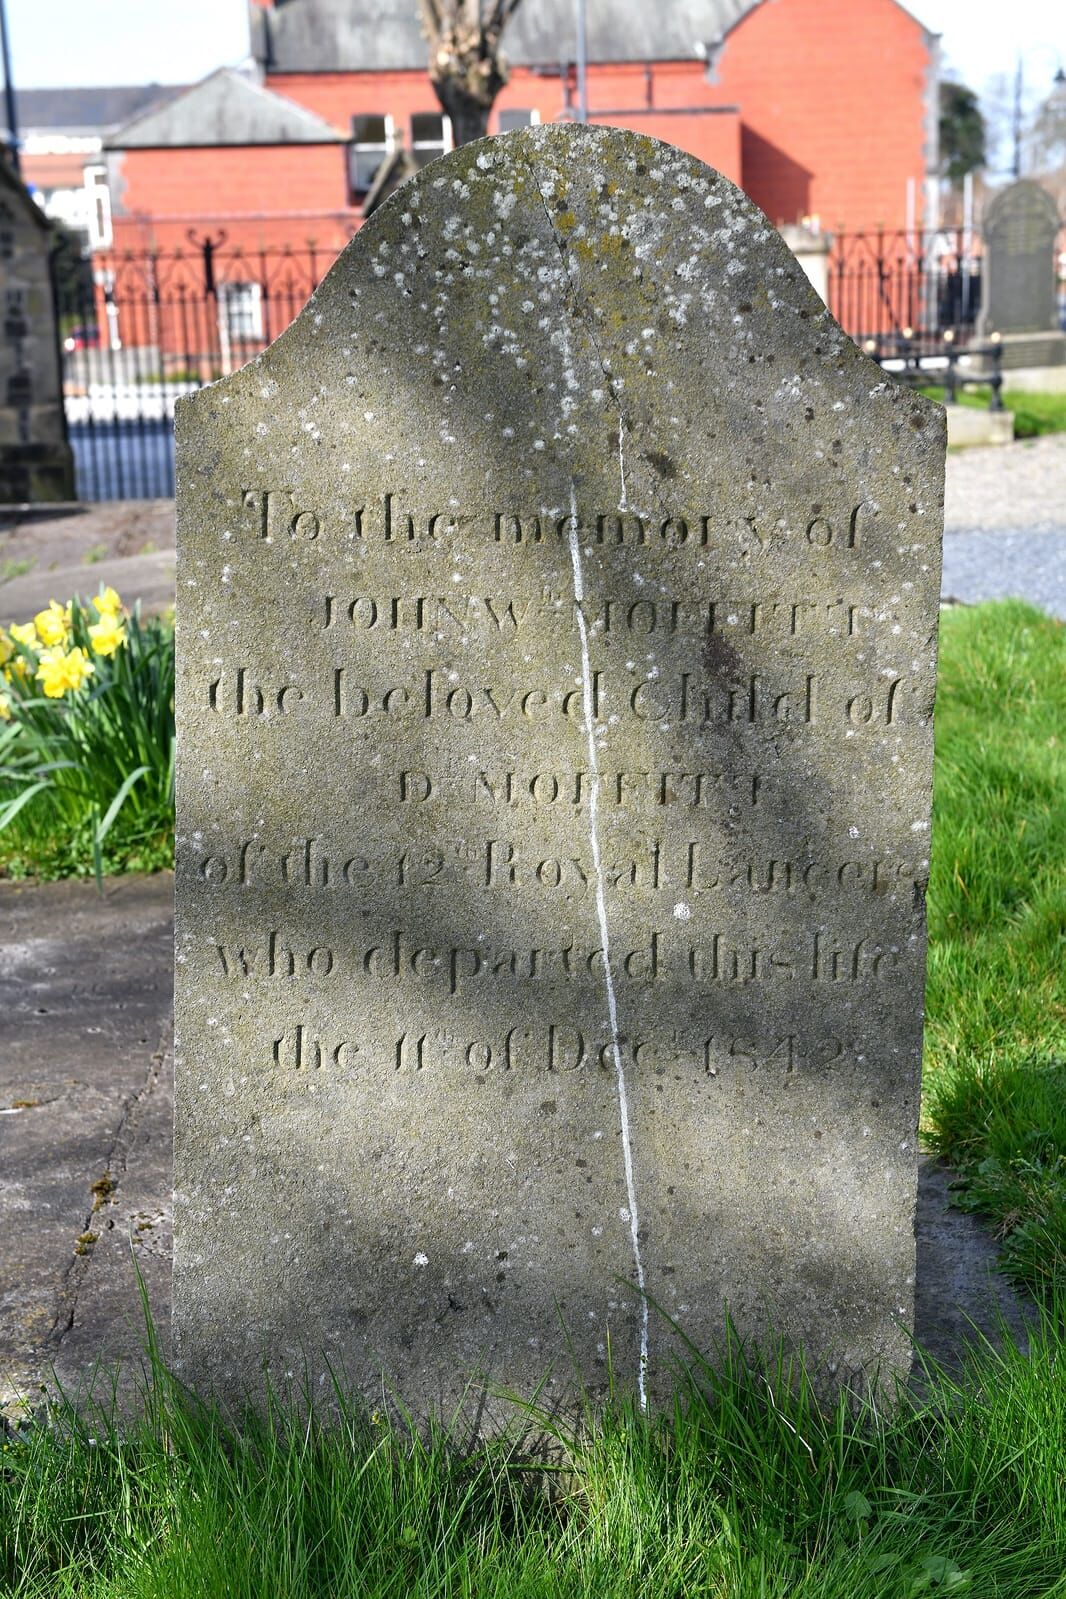 To the memory of
JOHN Wm MOFFITT
the beloved Child of
D MOFFITT
of the 12th Royal Lancers
who departed this life
the 11th of Decr 1842